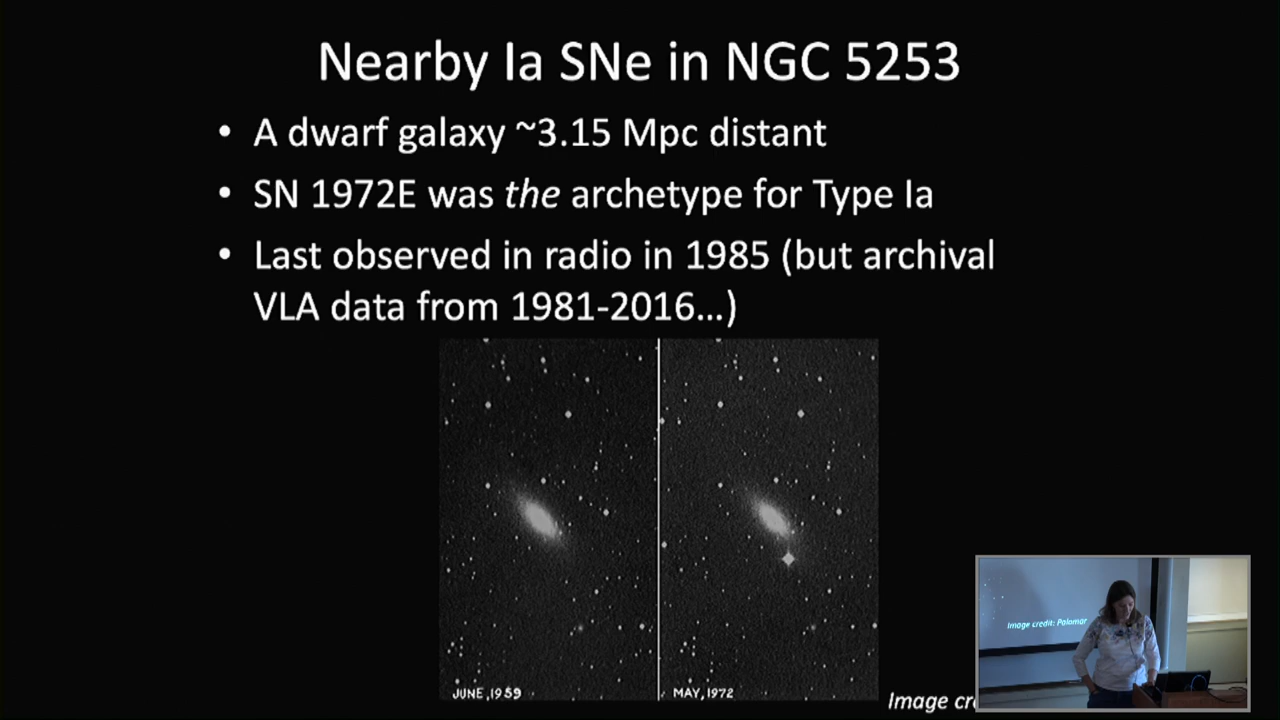 Nearby Ia SNe in NGC 5253
• A dwarf galaxy ~3.15 Mpc distant
• SN 1972E was the archetype for Type Ia
• Last observed in radio in 1985 (but archival
VLA data from 1981-2016...)
JUNE, 1959
MAY, 1972
Image cr
Image credit: Palomar